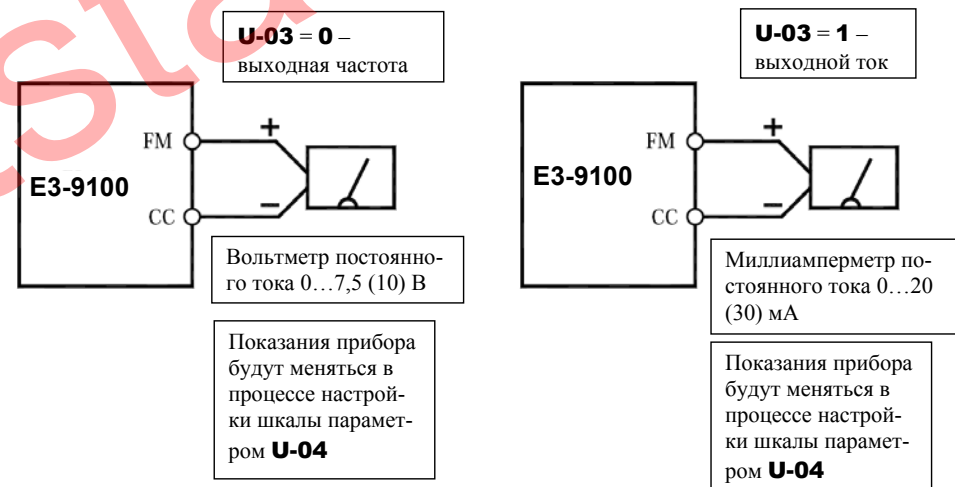 U-03 = 0 –
выходная частота
FM
+
E3-9100
CC
–
Вольтметр постоянно-
го тока 0…7,5 (10) В
Показания прибора
будут меняться в
процессе настрой-
ки шкалы парамет-
ром U-04
U-03 = 1 –
выходной ток
FM
+
E3-9100
CC
–
Миллиамперметр по-
стоянного тока 0…20
(30) мА
Показания прибора
будут меняться в
процессе настрой-
ки шкалы парамет-
ром U-04